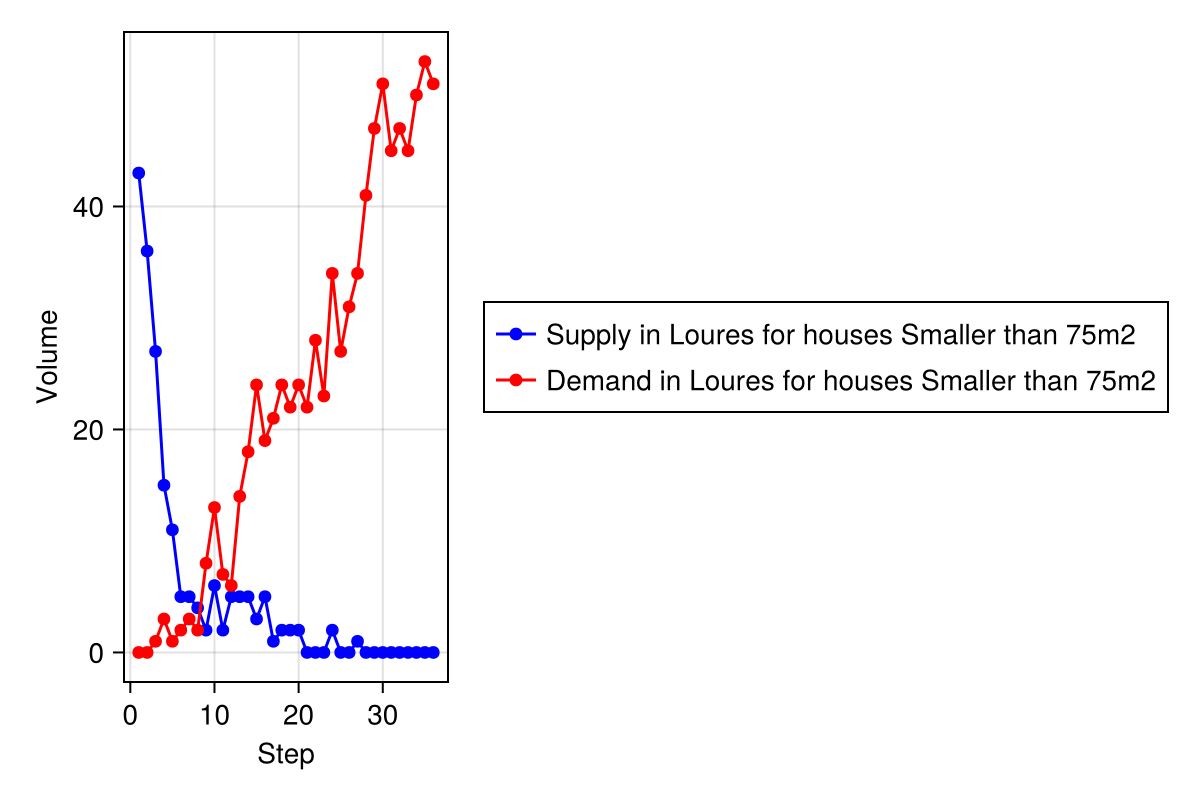 Volume
40
20
0
0 10 20 30
Step
Supply in Loures for houses Smaller than 75m2
Demand in Loures for houses Smaller than 75m2